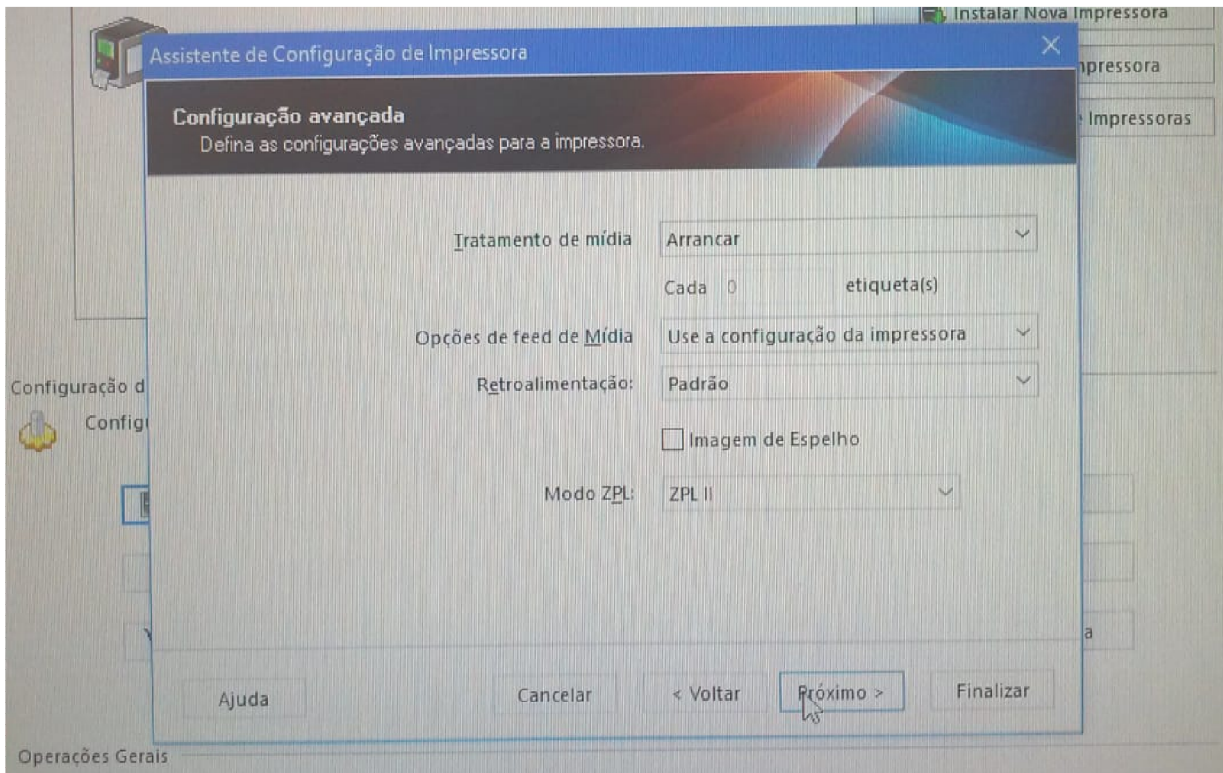 Instalar Nova Impressora
Assistente de Configuração de Impressora
mpressora
Configuração avançada
Defina as configurações avançadas para a impressora.
Impressoras
Tratamento de mídia
Arrancar
Cada 0 etiqueta(s)
Opções de feed de Mídia
Use a configuração da impressora
Retroalimentação:
Padrão
Configuração d
Config
Imagem de Espelho
Modo ZPL:
ZPL II
a
Ajuda
Cancelar
< Voltar
Próximo >
Finalizar
Operações Gerais